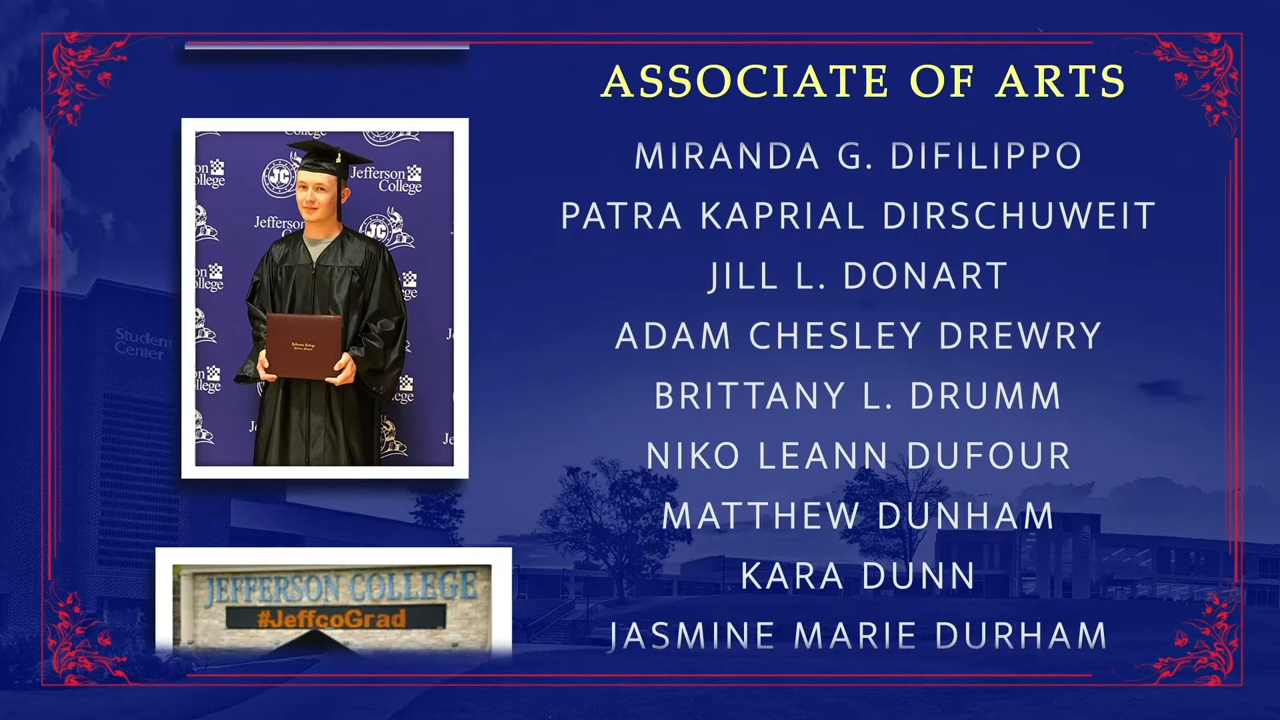 ASSOCIATE OF ARTS
MIRANDA G. DIFILIPPO
PATRA KAPRIAL DIRSCHUWEIT
JILL L. DONART
ADAM CHESLEY DREWRY
BRITTANY L. DRUMM
NIKO LEANN DUFOUR
MATTHEW DUNHAM
KARA DUNN
JASMINE MARIE DURHAM
College
JC
Jefferson
College
Jefferson
JC
Student
Center
JEFFERSON COLLEGE
#JeffcoGrad